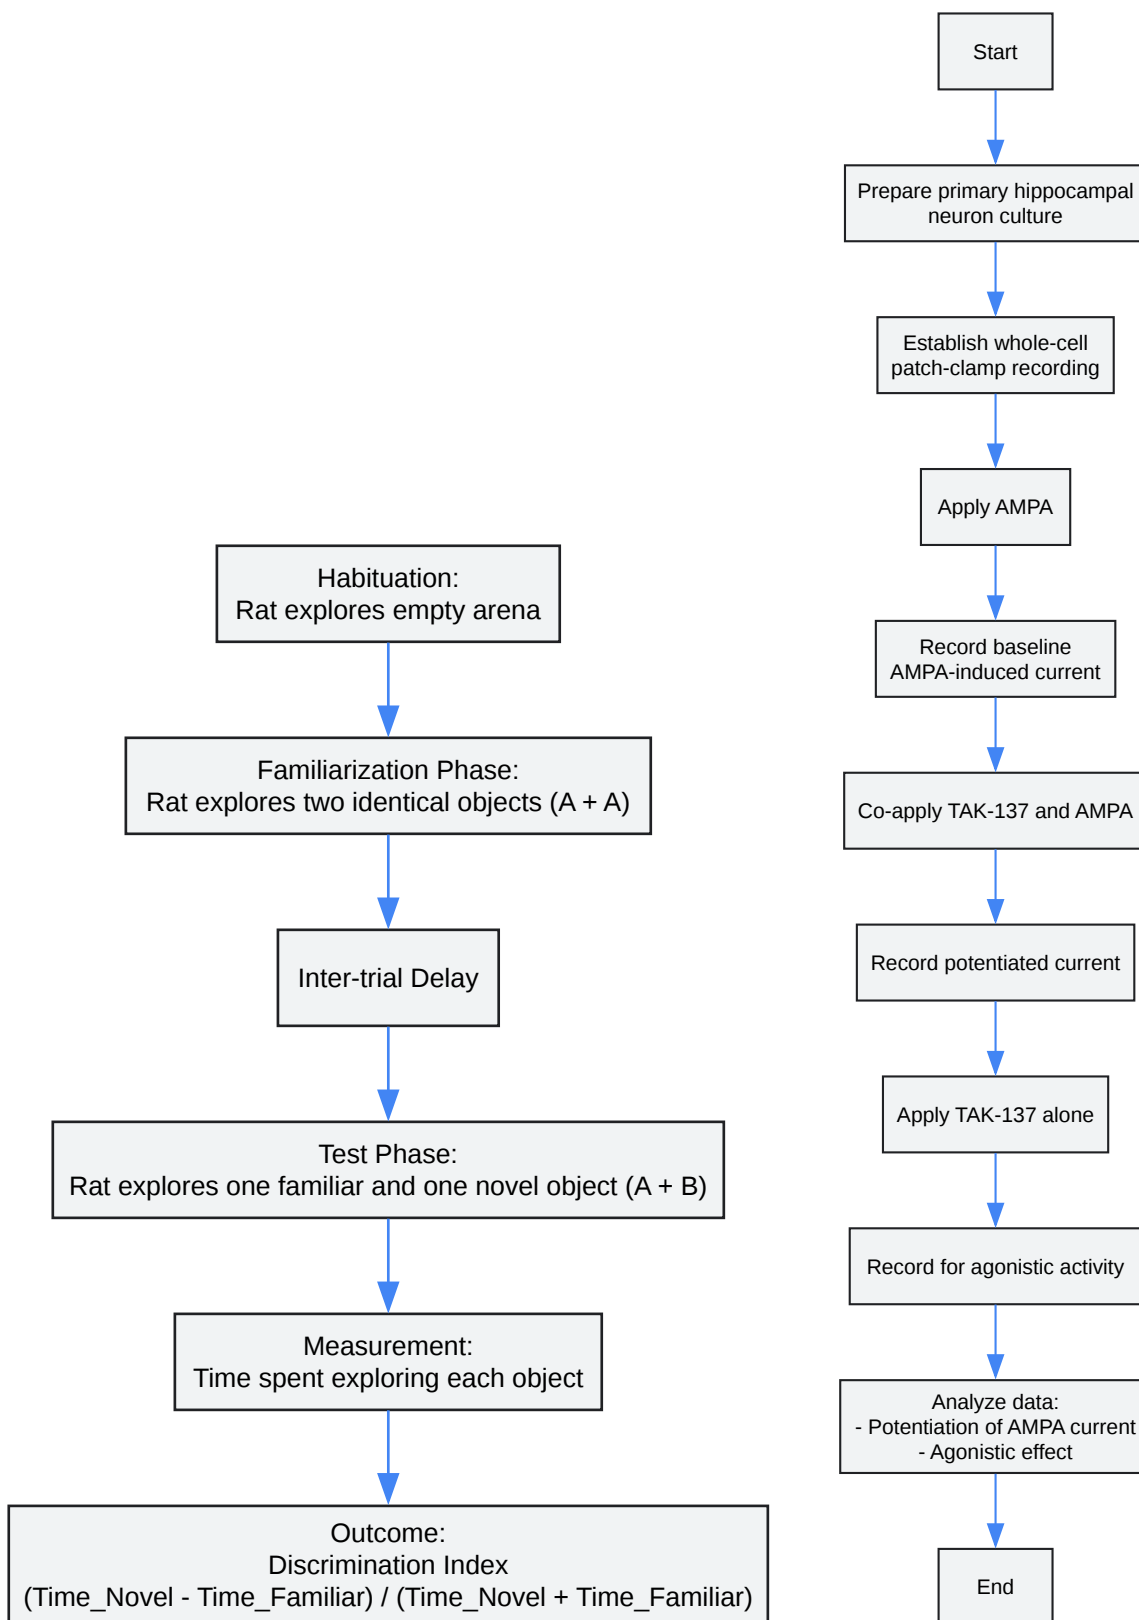 Habituation:
Rat explores empty arena
Familiarization Phase:
Rat explores two identical objects (A + A)
Inter-trial Delay
Test Phase:
Rat explores one familiar and one novel object (A + B)
Measurement:
Time spent exploring each object
Outcome:
Discrimination Index
(Time_Novel - Time_Familiar) / (Time_Novel + Time_Familiar)
Start
Prepare primary hippocampal
neuron culture
Establish whole-cell
patch-clamp recording
Apply AMPA
Record baseline
AMPA-induced current
Co-apply TAK-137 and AMPA
Record potentiated current
Apply TAK-137 alone
Record for agonistic activity
Analyze data:
- Potentiation of AMPA current
- Agonistic effect
End